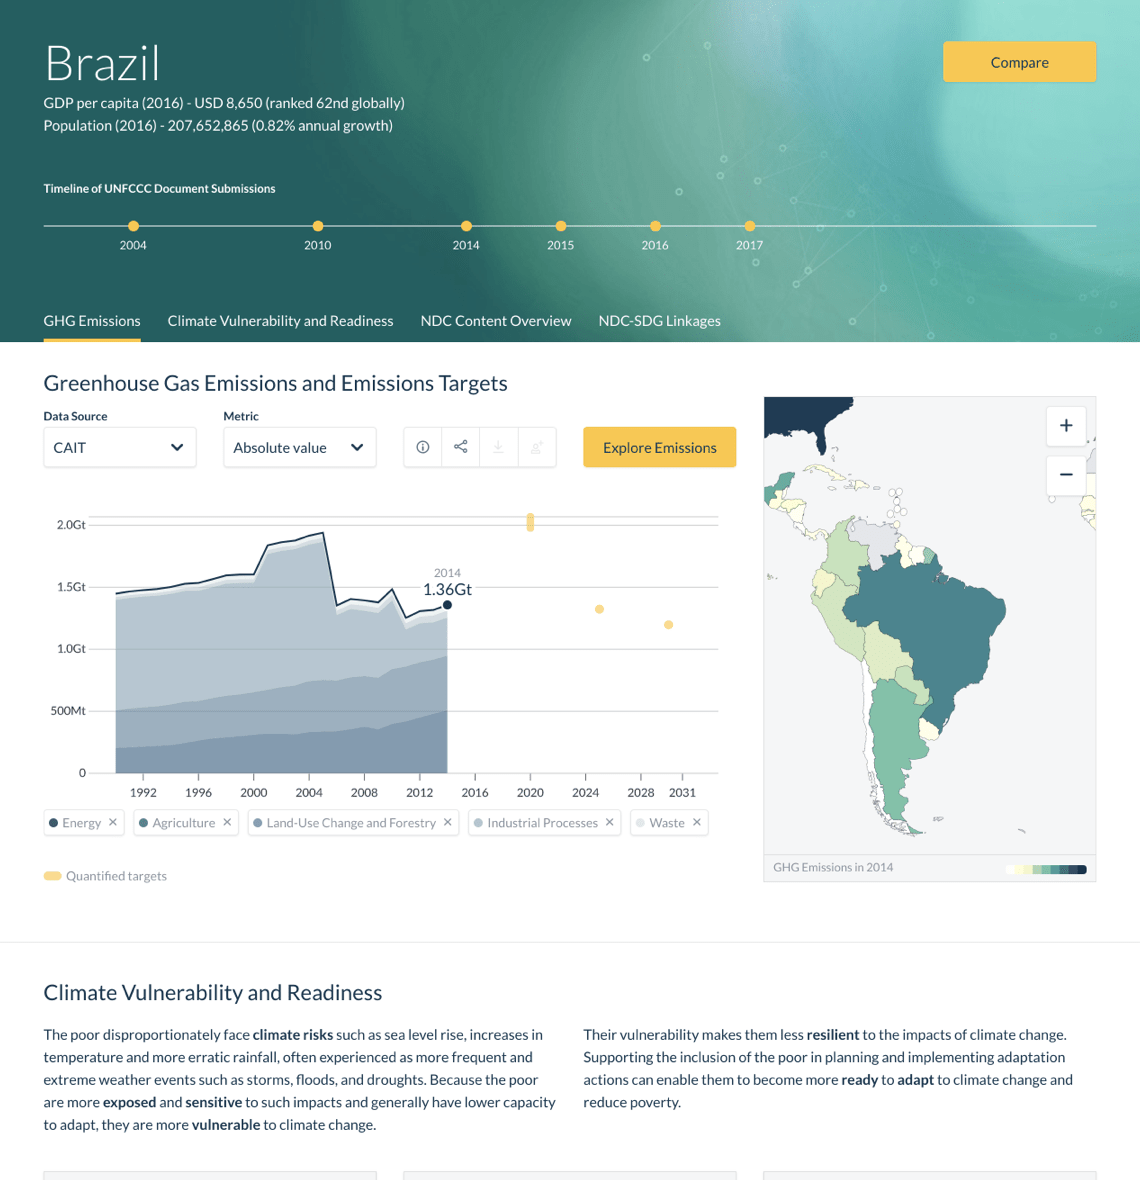 Brazil
Compare
GDP per capita (2016) - USD 8,650 (ranked 62nd globally)
Population (2016) - 207,652,865 (0.82% annual growth)
Timeline of UNFCCC Document Submissions
2004 2010 2014 2015 2016 2017
GHG Emissions Climate Vulnerability and Readiness NDC Content Overview NDC-SDG Linkages
Greenhouse Gas Emissions and Emissions Targets
Data Source Metric
CAIT Absolute value Explore Emissions
+
−
2.0Gt
2014
1.5Gt
1.36Gt
1.0Gt
500Mt
0
1992 1996 2000 2004 2008 2012 2016 2020 2024 2028 2031
Energy × Agriculture × Land-Use Change and Forestry × Industrial Processes × Waste ×
Quantified targets
GHG Emissions in 2014
Climate Vulnerability and Readiness
The poor disproportionately face climate risks such as sea level rise, increases in
temperature and more erratic rainfall, often experienced as more frequent and
extreme weather events such as storms, floods, and droughts. Because the poor
are more exposed and sensitive to such impacts and generally have lower capacity
to adapt, they are more vulnerable to climate change.
Their vulnerability makes them less resilient to the impacts of climate change.
Supporting the inclusion of the poor in planning and implementing adaptation
actions can enable them to become more ready to adapt to climate change and
reduce poverty.